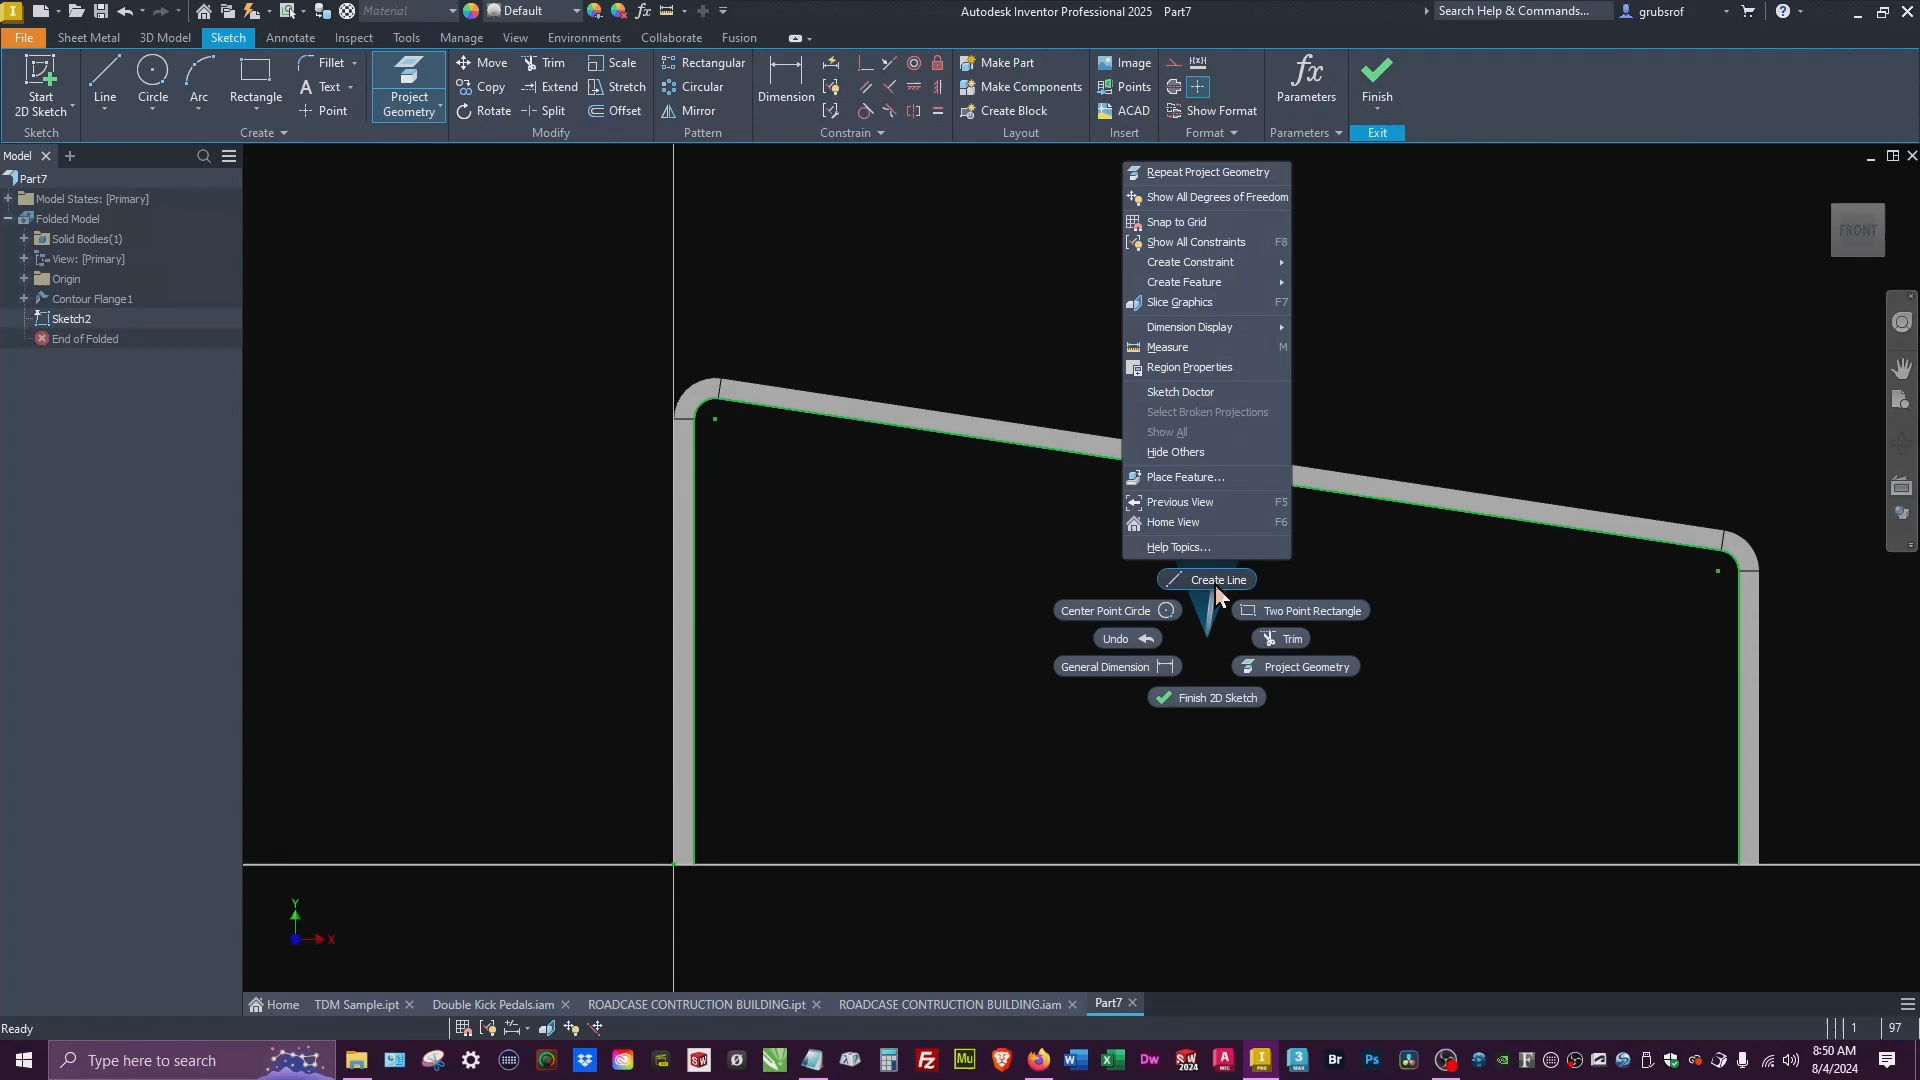 Material
Default
Autodesk Inventor Professional 2025 Part7
Search Help & Commands...
grubsrof
File
Sheet Metal
3D Model
Sketch
Annotate
Inspect
Tools
Manage
View
Environments
Collaborate
Fusion
Start
2D Sketch
Line
Circle
Arc
Rectangle
Fillet
Text
Point
Project
Geometry
Move
Copy
Rotate
Trim
Extend
Split
Scale
Stretch
Offset
Rectangular
Circular
Mirror
Dimension
Make Part
Make Components
Create Block
Image
Points
ACAD
Show Format
fx
Parameters
Finish
Sketch
Create
Modify
Pattern
Constrain
Layout
Insert
Format
Parameters
Exit
Model
Part7
Model States: [Primary]
Folded Model
Solid Bodies(1)
View: [Primary]
Origin
Contour Flange1
Sketch2
End of Folded
FRONT
Repeat Project Geometry
Show All Degrees of Freedom
Snap to Grid
Show All Constraints F8
Create Constraint
Create Feature
Slice Graphics F7
Dimension Display
Measure M
Region Properties
Sketch Doctor
Select Broken Projections
Show All
Hide Others
Place Feature...
Previous View F5
Home View F6
Help Topics...
Create Line
Center Point Circle
Two Point Rectangle
Undo
Trim
General Dimension
Project Geometry
Finish 2D Sketch
Y
X
Home
TDM Sample.ipt
Double Kick Pedals.iam
ROADCASE CONTRUCTION BUILDING.ipt
ROADCASE CONTRUCTION BUILDING.iam
Part7
Ready
1
97
Type here to search
8:50 AM
8/4/2024